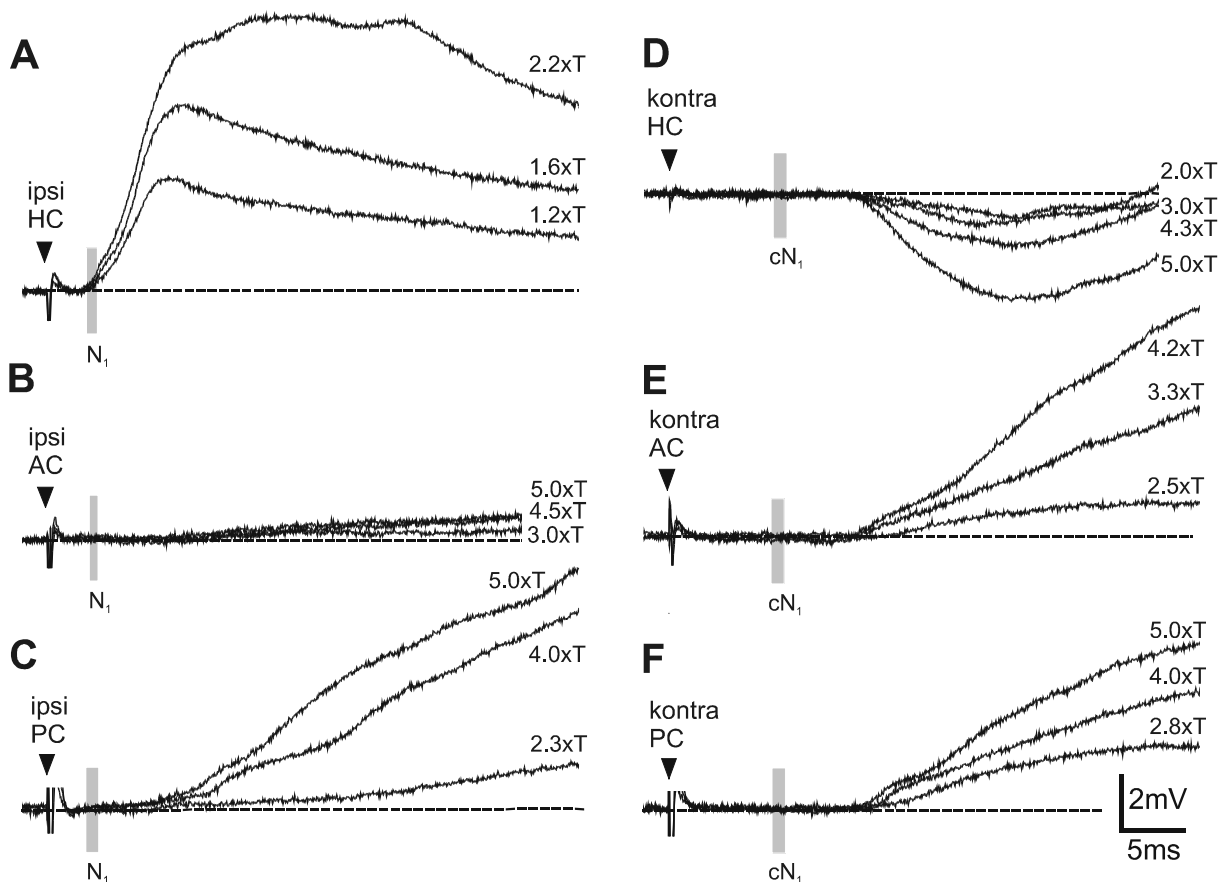 A
2.2xT
1.6xT
1.2xT
ipsi
HC
N₁
B
ipsi
AC
5.0xT
4.5xT
3.0xT
N₁
C
ipsi
PC
5.0xT
4.0xT
2.3xT
N₁
D
kontra
HC
2.0xT
3.0xT
4.3xT
5.0xT
cN₁
E
kontra
AC
4.2xT
3.3xT
2.5xT
cN₁
F
kontra
PC
5.0xT
4.0xT
2.8xT
cN₁
2mV
5ms